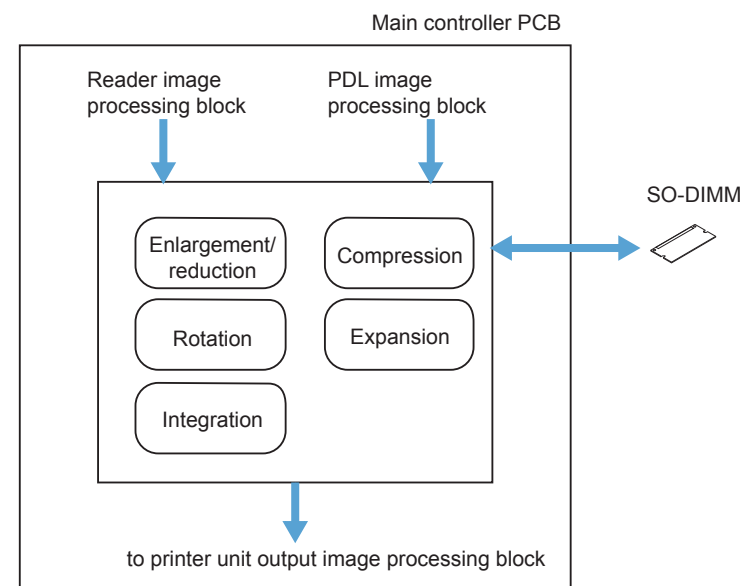 Main controller PCB
Reader image
processing block
PDL image
processing block
SO-DIMM
Enlargement/
reduction
Compression
Rotation
Expansion
Integration
to printer unit output image processing block